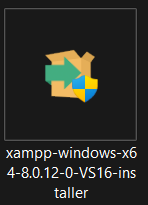 xampp-windows-x6
4-8.0.12-0-VS16-ins
taller